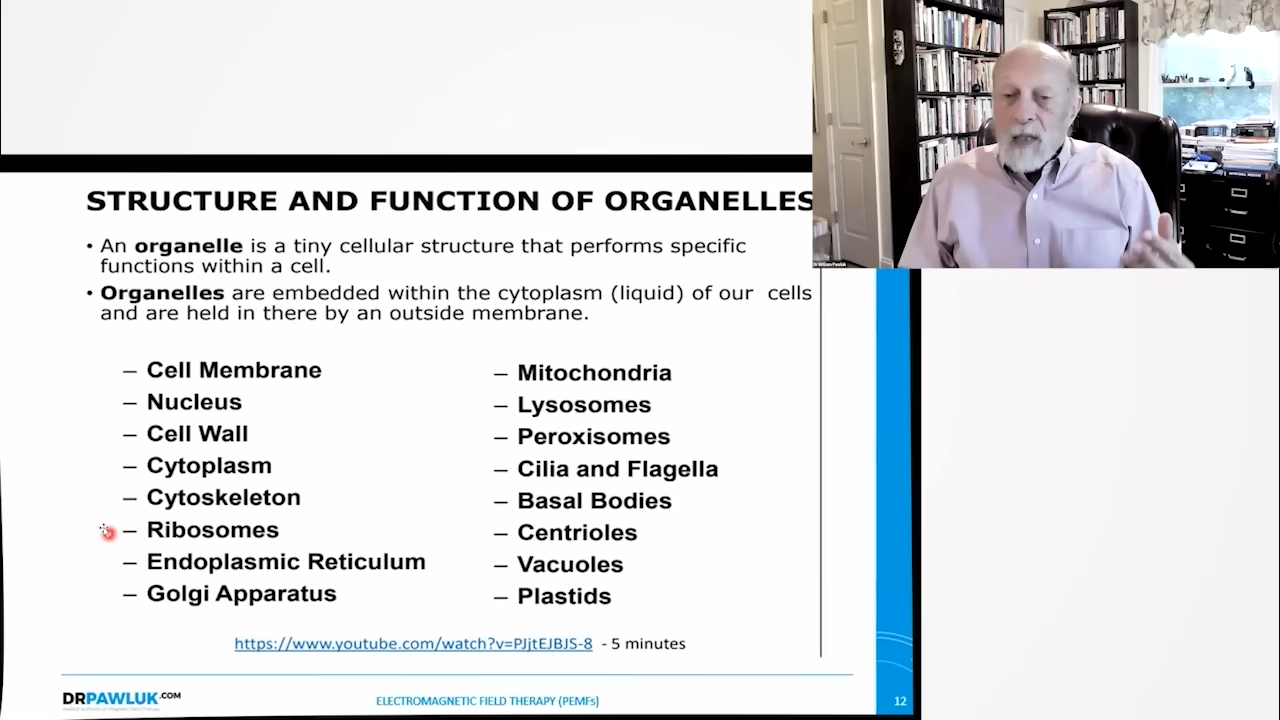 STRUCTURE AND FUNCTION OF ORGANELLES
• An organelle is a tiny cellular structure that performs specific
functions within a cell.
• Organelles are embedded within the cytoplasm (liquid) of our cells
and are held in there by an outside membrane.
– Cell Membrane
– Nucleus
– Cell Wall
– Cytoplasm
– Cytoskeleton
– Ribosomes
– Endoplasmic Reticulum
– Golgi Apparatus
– Mitochondria
– Lysosomes
– Peroxisomes
– Cilia and Flagella
– Basal Bodies
– Centrioles
– Vacuoles
– Plastids
https://www.youtube.com/watch?v=PJjtEJBJS-8 - 5 minutes
DRPAWLUK.COM
ELECTROMAGNETIC FIELD THERAPY (PEMFs)
12
Dr William Pawluk